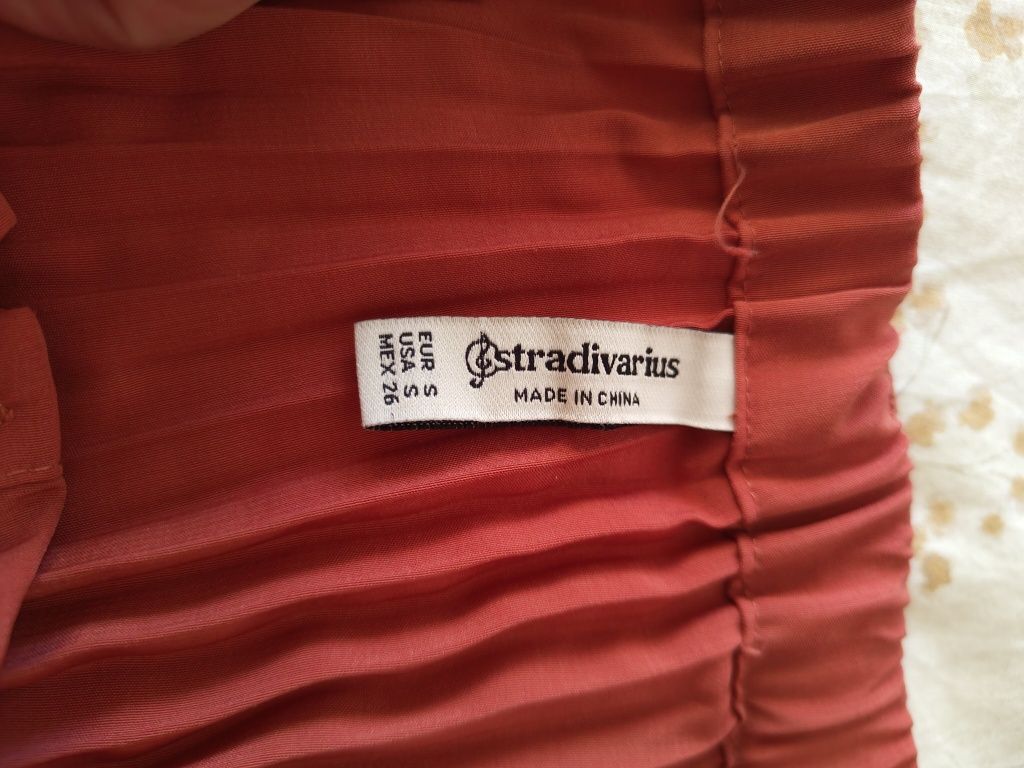 stradivarius
MADE IN CHINA
EUR S
USA S
MEX 26